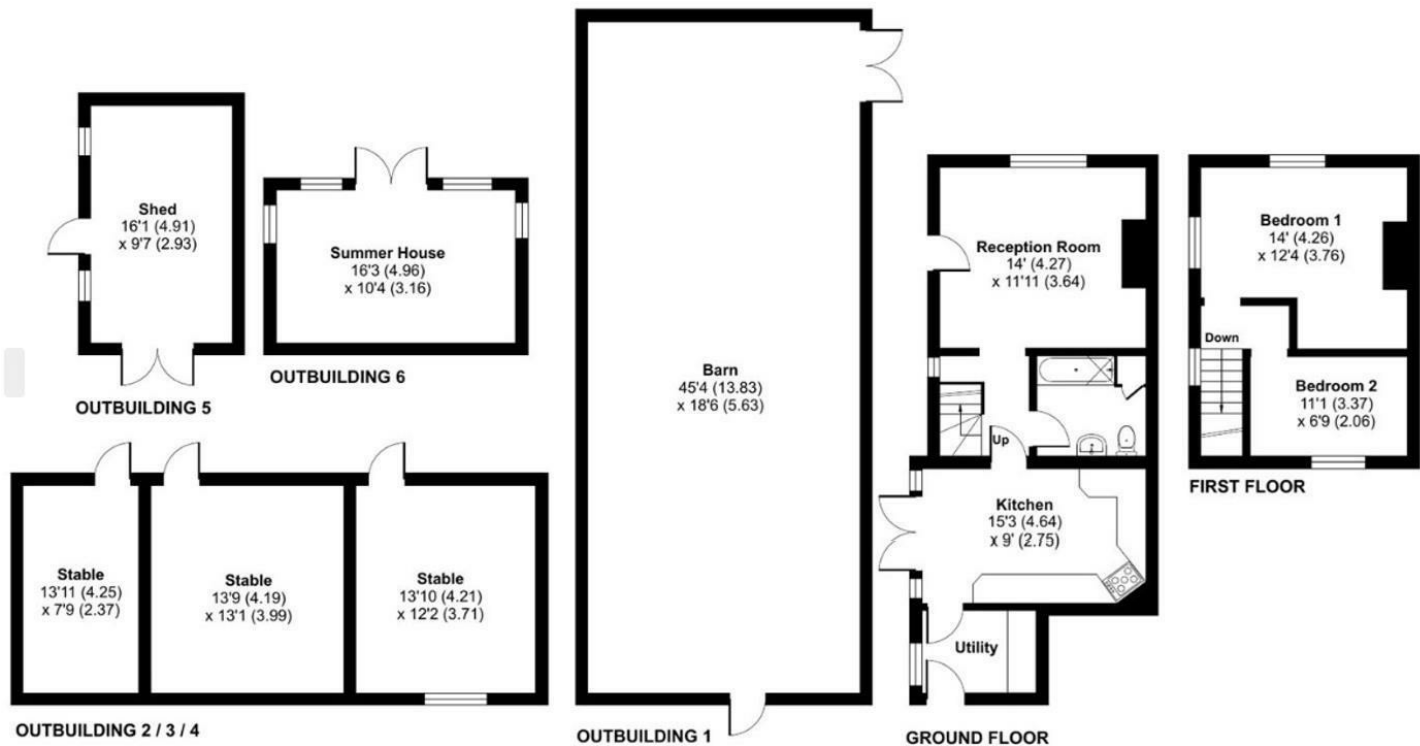 Shed
16'1 (4.91)
x 9'7 (2.93)
OUTBUILDING 5
Summer House
16'3 (4.96)
x 10'4 (3.16)
OUTBUILDING 6
Stable
13'11 (4.25)
x 7'9 (2.37)
Stable
13'9 (4.19)
x 13'1 (3.99)
Stable
13'10 (4.21)
x 12'2 (3.71)
OUTBUILDING 2 / 3 / 4
Barn
45'4 (13.83)
x 18'6 (5.63)
OUTBUILDING 1
Reception Room
14' (4.27)
x 11'11 (3.64)
Up
Kitchen
15'3 (4.64)
x 9' (2.75)
Utility
GROUND FLOOR
Bedroom 1
14' (4.26)
x 12'4 (3.76)
Down
Bedroom 2
11'1 (3.37)
x 6'9 (2.06)
FIRST FLOOR